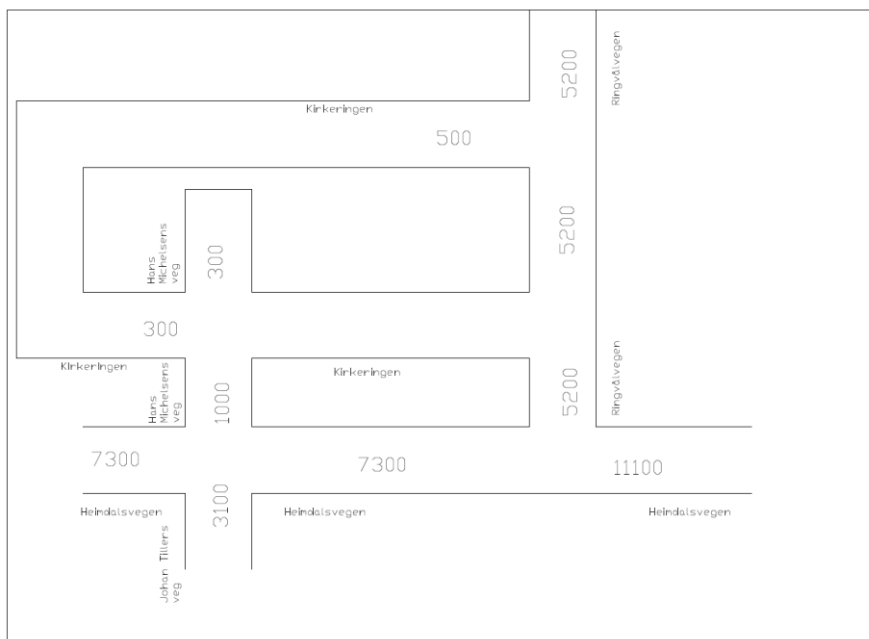 5200
Ringvålvegen
Kirkeringen
500
5200
Hans
Michelsens
veg
300
300
Kirkeringen
Kirkeringen
Hans
Michelsens
veg
1000
5200
Ringvålvegen
7300
7300
11100
3100
Heimdalsvegen
Heimdalsvegen
Heimdalsvegen
Johan Tillers
veg